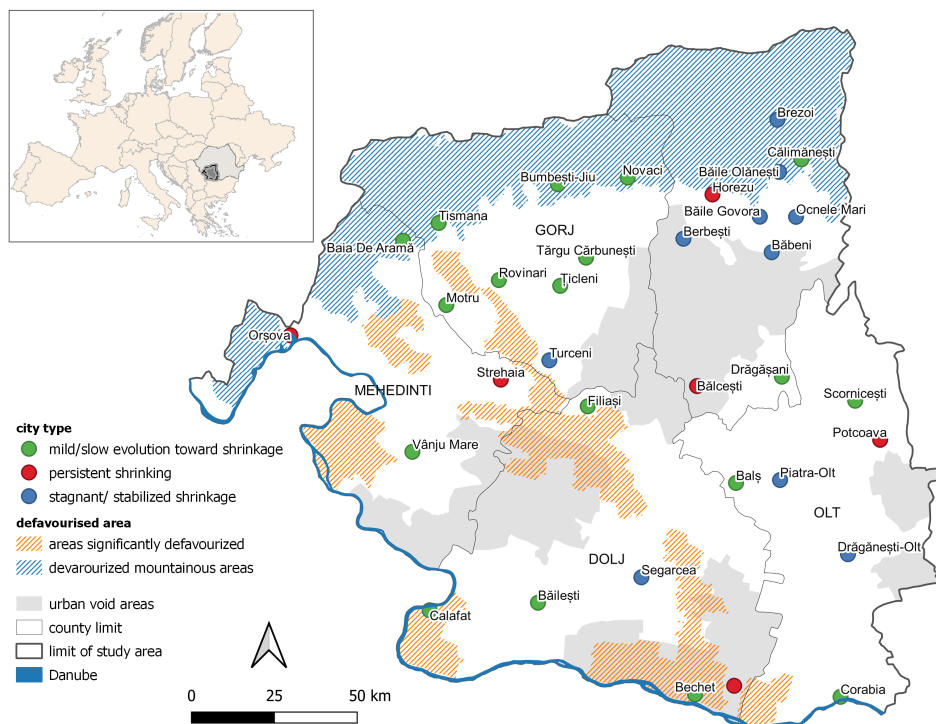 Brezoi
Călimănești
Băile Olănești
Novaci
Bumbești-Jiu
Horezu
Băile Govora
Ocnele Mari
Tismana
GORJ
Berbești
Baia De Aramă
Băbeni
Tărgu Cărbunești
Rovinari
Țicleni
Motru
Orșova
Turceni
Drăgășani
Strehaia
MEHEDINTI
Bălcești
Scornicești
Filiași
city type
Potcoava
mild/slow evolution toward shrinkage
Vânju Mare
persistent shrinking
Balș
Piatra-Olt
stagnant/ stabilized shrinkage
OLT
defavourised area
areas significantly defavourized
Drăgănești-Olt
DOLJ
devarourized mountainous areas
Segarcea
urban void areas
Băilești
Calafat
county limit
limit of study area
Danube
Bechet
Corabia
0 25 50 km